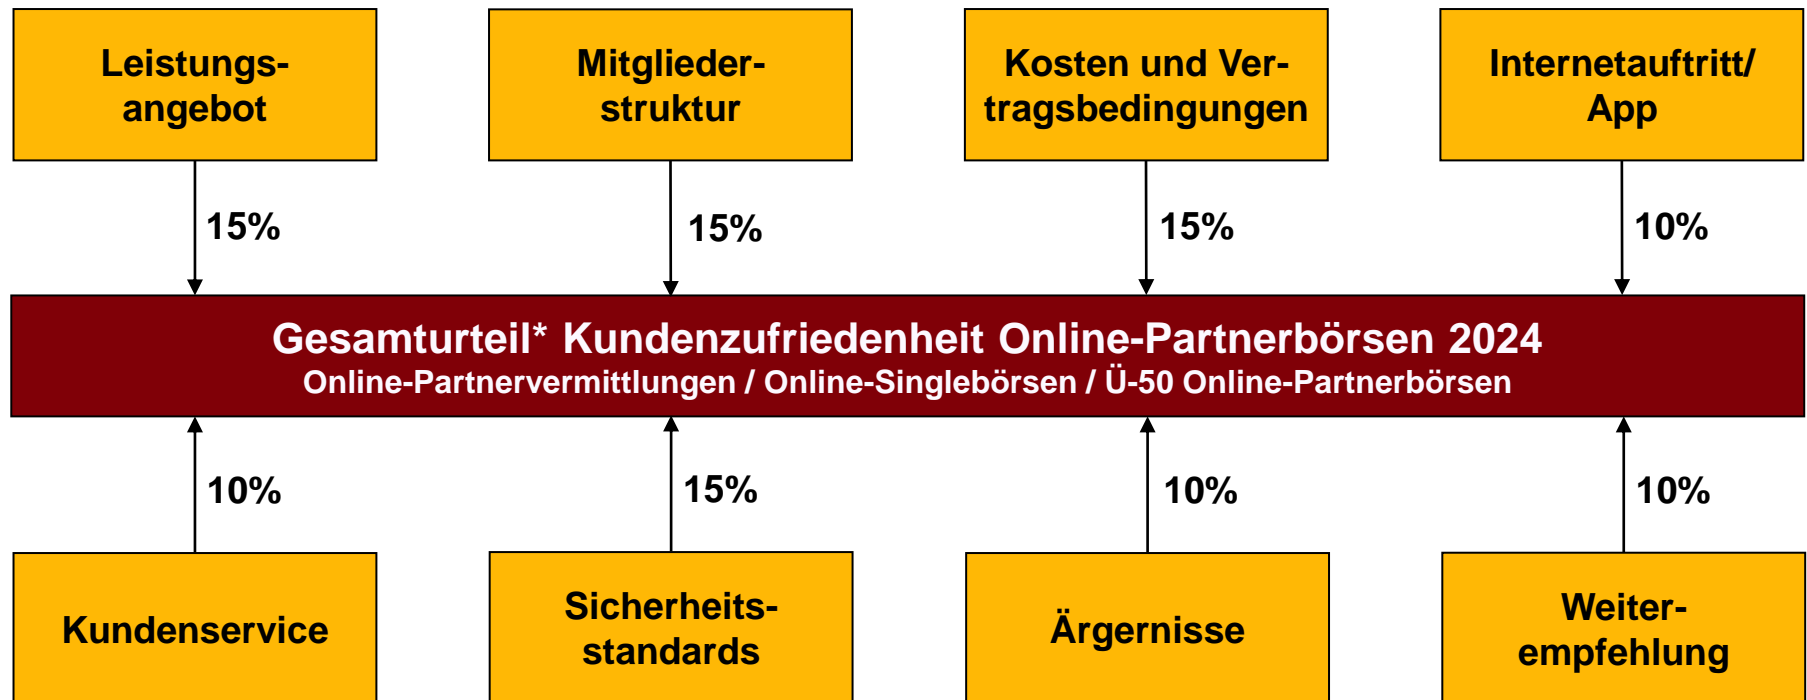 Leistungs-
angebot
Mitglieder-
struktur
Kosten und Ver-
tragsbedingungen
Internetauftritt/
App
15%
15%
15%
10%
Gesamturteil* Kundenzufriedenheit Online-Partnerbörsen 2024
Online-Partnervermittlungen / Online-Singlebörsen / Ü-50 Online-Partnerbörsen
10%
15%
10%
10%
Kundenservice
Sicherheits-
standards
Ärgernisse
Weiter-
empfehlung